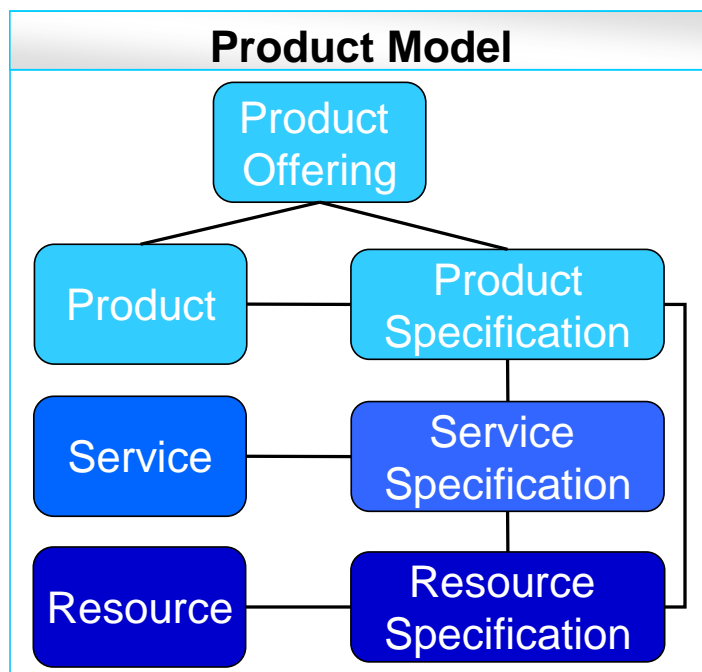 Product Model
Product
Offering
Product
Product
Specification
Service
Service
Specification
Resource
Resource
Specification